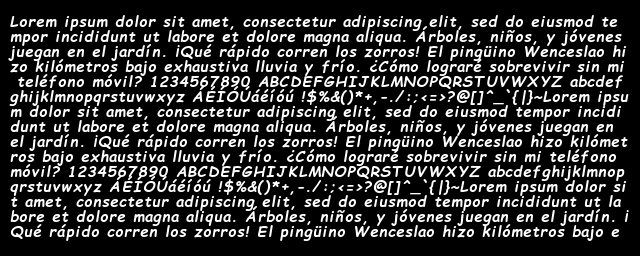 Lorem ipsum dolor sit amet, consectetur adipiscing elit, sed do eiusmod te
mpor incididunt ut labore et dolore magna aliqua. Árboles, niños, y jóvenes
juegan en el jardín. ¡Qué rápido corren los zorros! El pingüino Wenceslao hi
zo kilómetros bajo exhaustiva lluvia y frío. ¿Cómo lograré sobrevivir sin mi
teléfono móvil? 1234567890 ABCDEFGHIJKLMNOPQRSTUVWXYZ abcdef
ghijklmnopqrstuvwxyz ÁÉÍÓÚáéíóú !$%&()*+,-./:;<=>?@[]^_`{|}~Lorem ipsu
m dolor sit amet, consectetur adipiscing elit, sed do eiusmod tempor incidi
dunt ut labore et dolore magna aliqua. Árboles, niños, y jóvenes juegan en
el jardín. ¡Qué rápido corren los zorros! El pingüino Wenceslao hizo kilómet
ros bajo exhaustiva lluvia y frío. ¿Cómo lograré sobrevivir sin mi teléfono
móvil? 1234567890 ABCDEFGHIJKLMNOPQRSTUVWXYZ abcdefghijklmnop
qrstuvwxyz ÁÉÍÓÚáéíóú !$%&()*+,-./:;<=>?@[]^_`{|}~Lorem ipsum dolor si
t amet, consectetur adipiscing elit, sed do eiusmod tempor incididunt ut la
bore et dolore magna aliqua. Árboles, niños, y jóvenes juegan en el jardín. ¡
Qué rápido corren los zorros! El pingüino Wenceslao hizo kilómetros bajo e